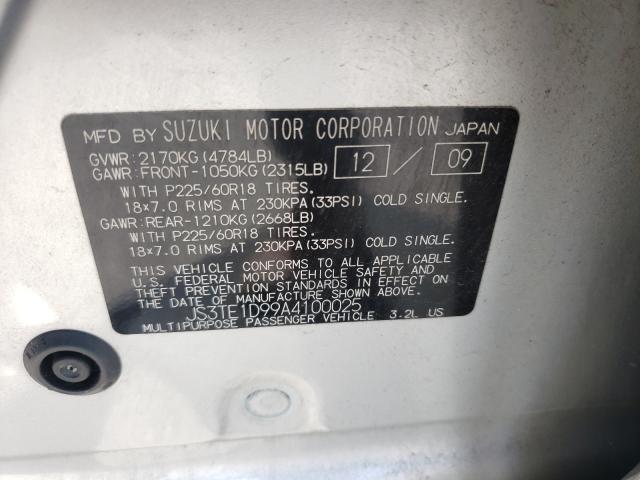 MFD BY SUZUKI MOTOR CORPORATION JAPAN
GVWR:2170KG(4784LB)
GAWR:FRONT-1050KG(2315LB) 12 / 09
WITH P225/60R18 TIRES.
18×7.0 RIMS AT 230KPA(33PSI) COLD SINGLE.
GAWR:REAR-1210KG(2668LB)
WITH P225/60R18 TIRES.
18×7.0 RIMS AT 230KPA(33PSI) COLD SINGLE.
THIS VEHICLE CONFORMS TO ALL APPLICABLE
U.S. FEDERAL MOTOR VEHICLE SAFETY AND
THEFT PREVENTION STANDARDS IN EFFECT ON
THE DATE OF MANUFACTURE SHOWN ABOVE.
JS3TE1D99A4100025
MULTIPURPOSE PASSENGER VEHICLE 3.2L US